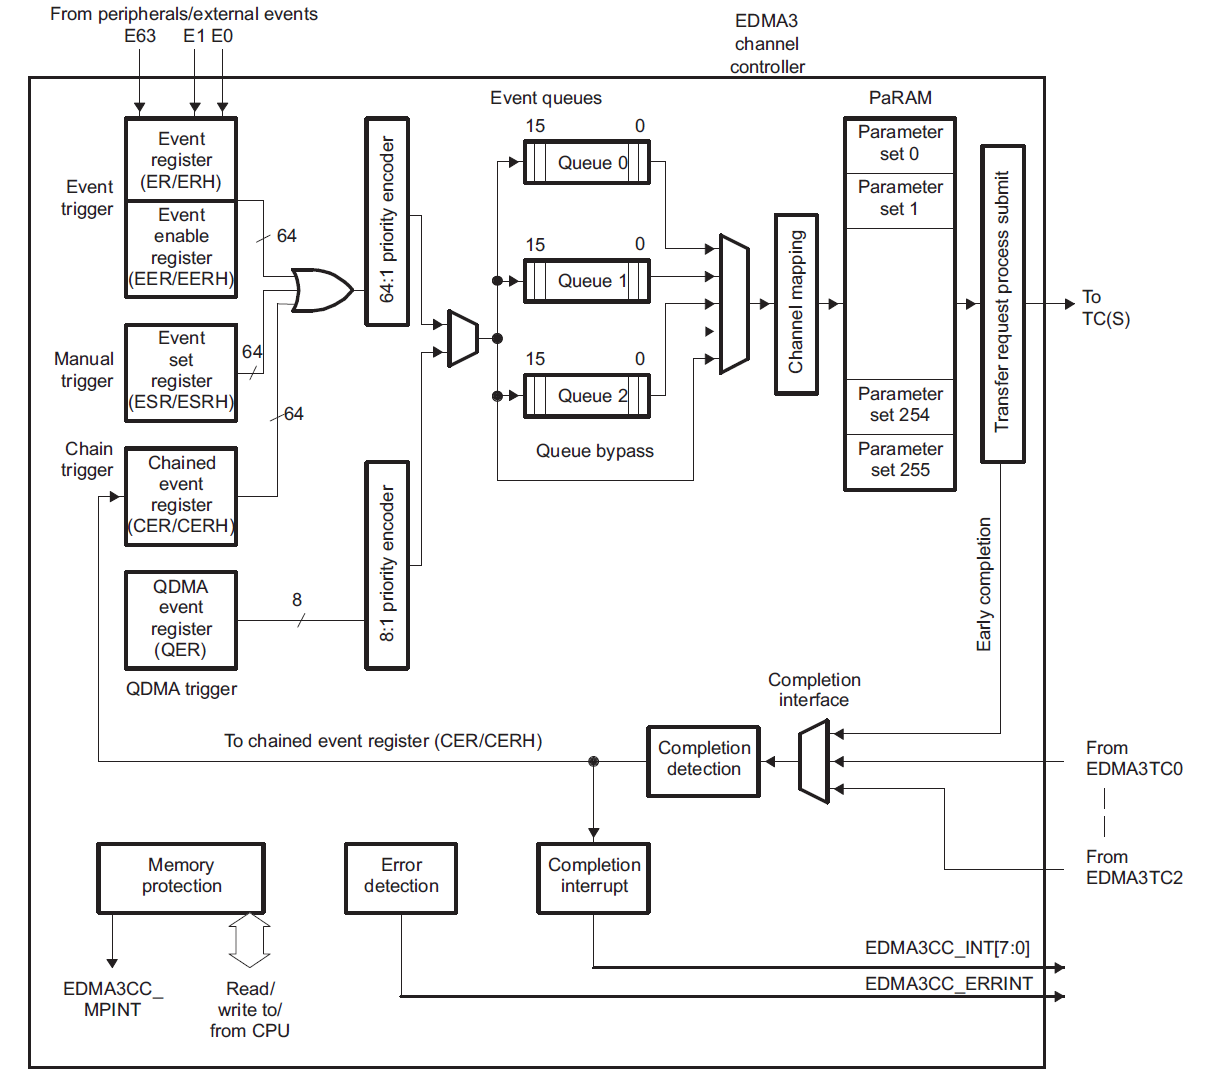 From peripherals/external events
E63
E1 E0
EDMA3
channel
controller
Event queues
PaRAM
Event
trigger
Event
register
(ER/ERH)
Event
enable
register
(EER/EERH)
64
64:1 priority encoder
15
0
Queue 0
15
0
Queue 1
15
0
Queue 2
Queue bypass
Channel mapping
Parameter
set 0
Parameter
set 1
Parameter
set 254
Parameter
set 255
Transfer request process submit
To
TC(S)
Manual
trigger
Event
set
register
(ESR/ESRH)
64
64
Chain
trigger
Chained
event
register
(CER/CERH)
8:1 priority encoder
QDMA
event
register
(QER)
8
QDMA trigger
Early completion
Completion
interface
To chained event register (CER/CERH)
Completion
detection
From
EDMA3TC0
From
EDMA3TC2
Memory
protection
Error
detection
Completion
interrupt
EDMA3CC_
MPINT
Read/
write to/
from CPU
EDMA3CC_INT[7:0]
EDMA3CC_ERRINT